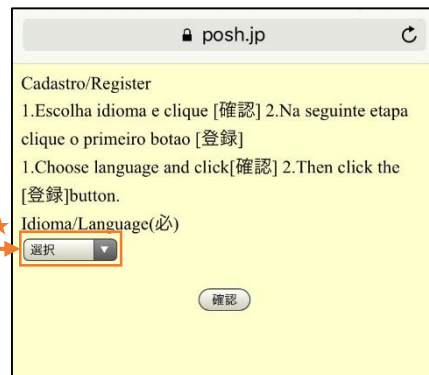 posh.jp
Cadastro/Register
1.Escolha idioma e clique [確認] 2.Na seguinte etapa
clique o primeiro botao [登録]
1.Choose language and click[確認] 2.Then click the
[登録]button.
Idioma/Language(必)
選択
確認